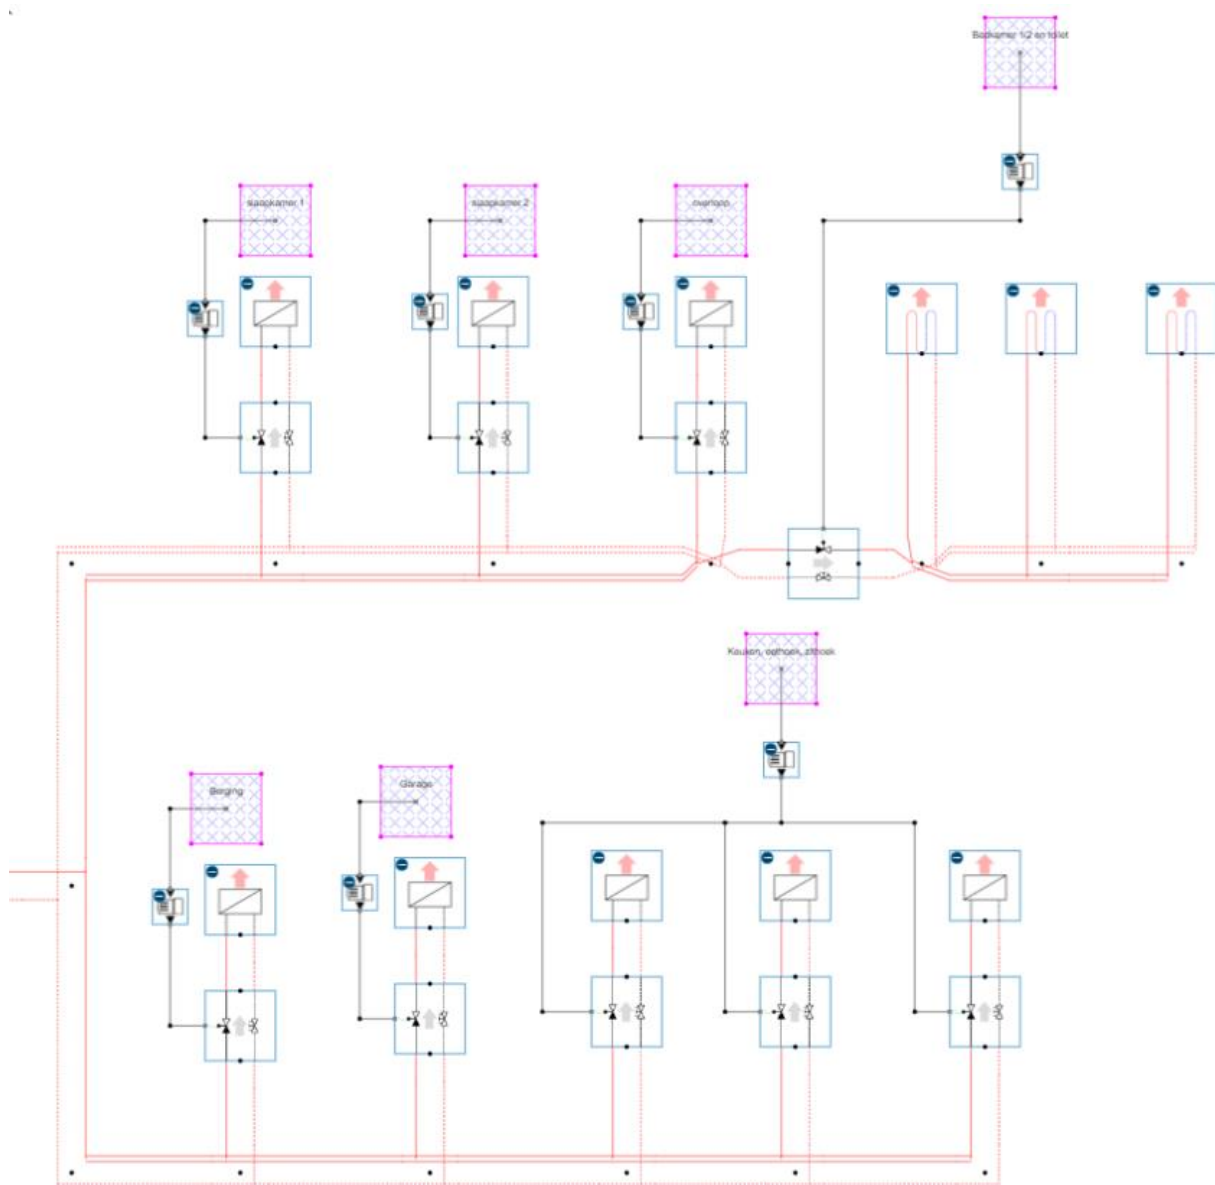 Badkamer 1/2 en toilet
slaapkamer 1
slaapkamer 2
overloop
Keuken, eethoek, zithoek
Berging
Garage